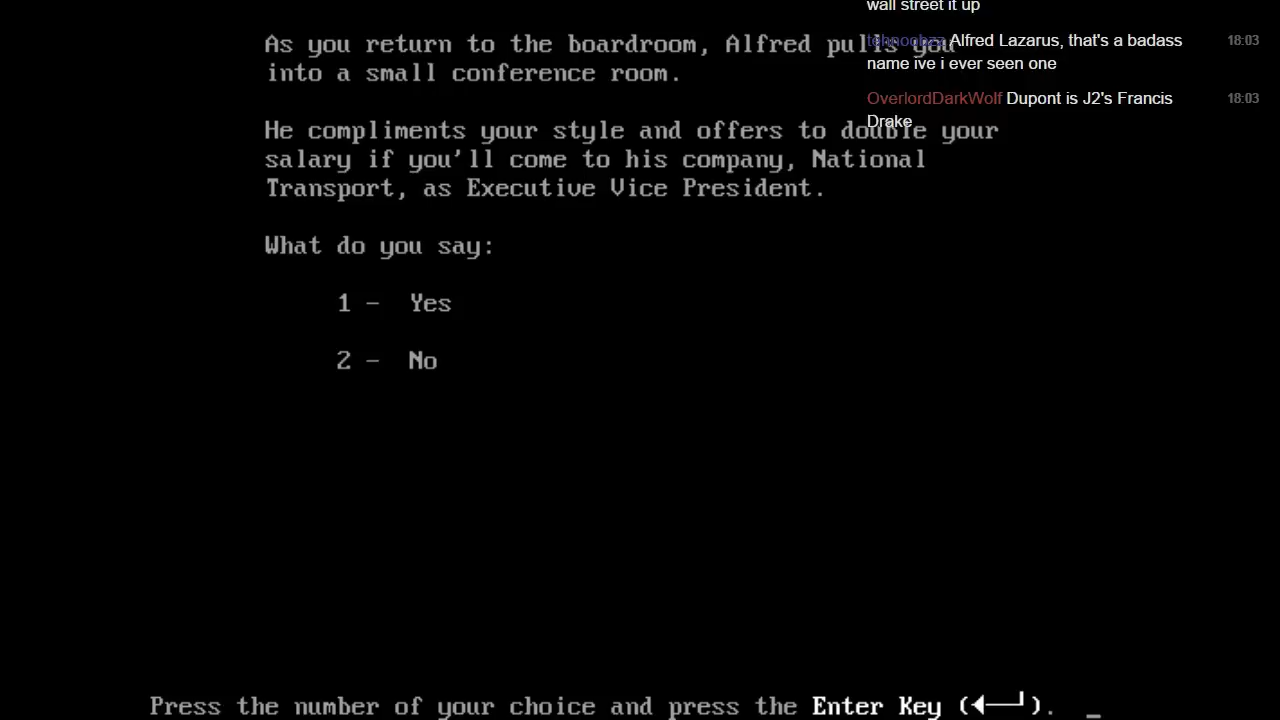 As you return to the boardroom, Alfred pulls you
into a small conference room.
He compliments your style and offers to double your
salary if you'll come to his company, National
Transport, as Executive Vice President.
What do you say:
1 - Yes
2 - No
Press the number of your choice and press the Enter Key (◄─┘). _
wall street it up
Alfred Lazarus, that's a badass 18:03
name ive i ever seen one
OverlordDarkWolf Dupont is J2's Francis 18:03
Drake